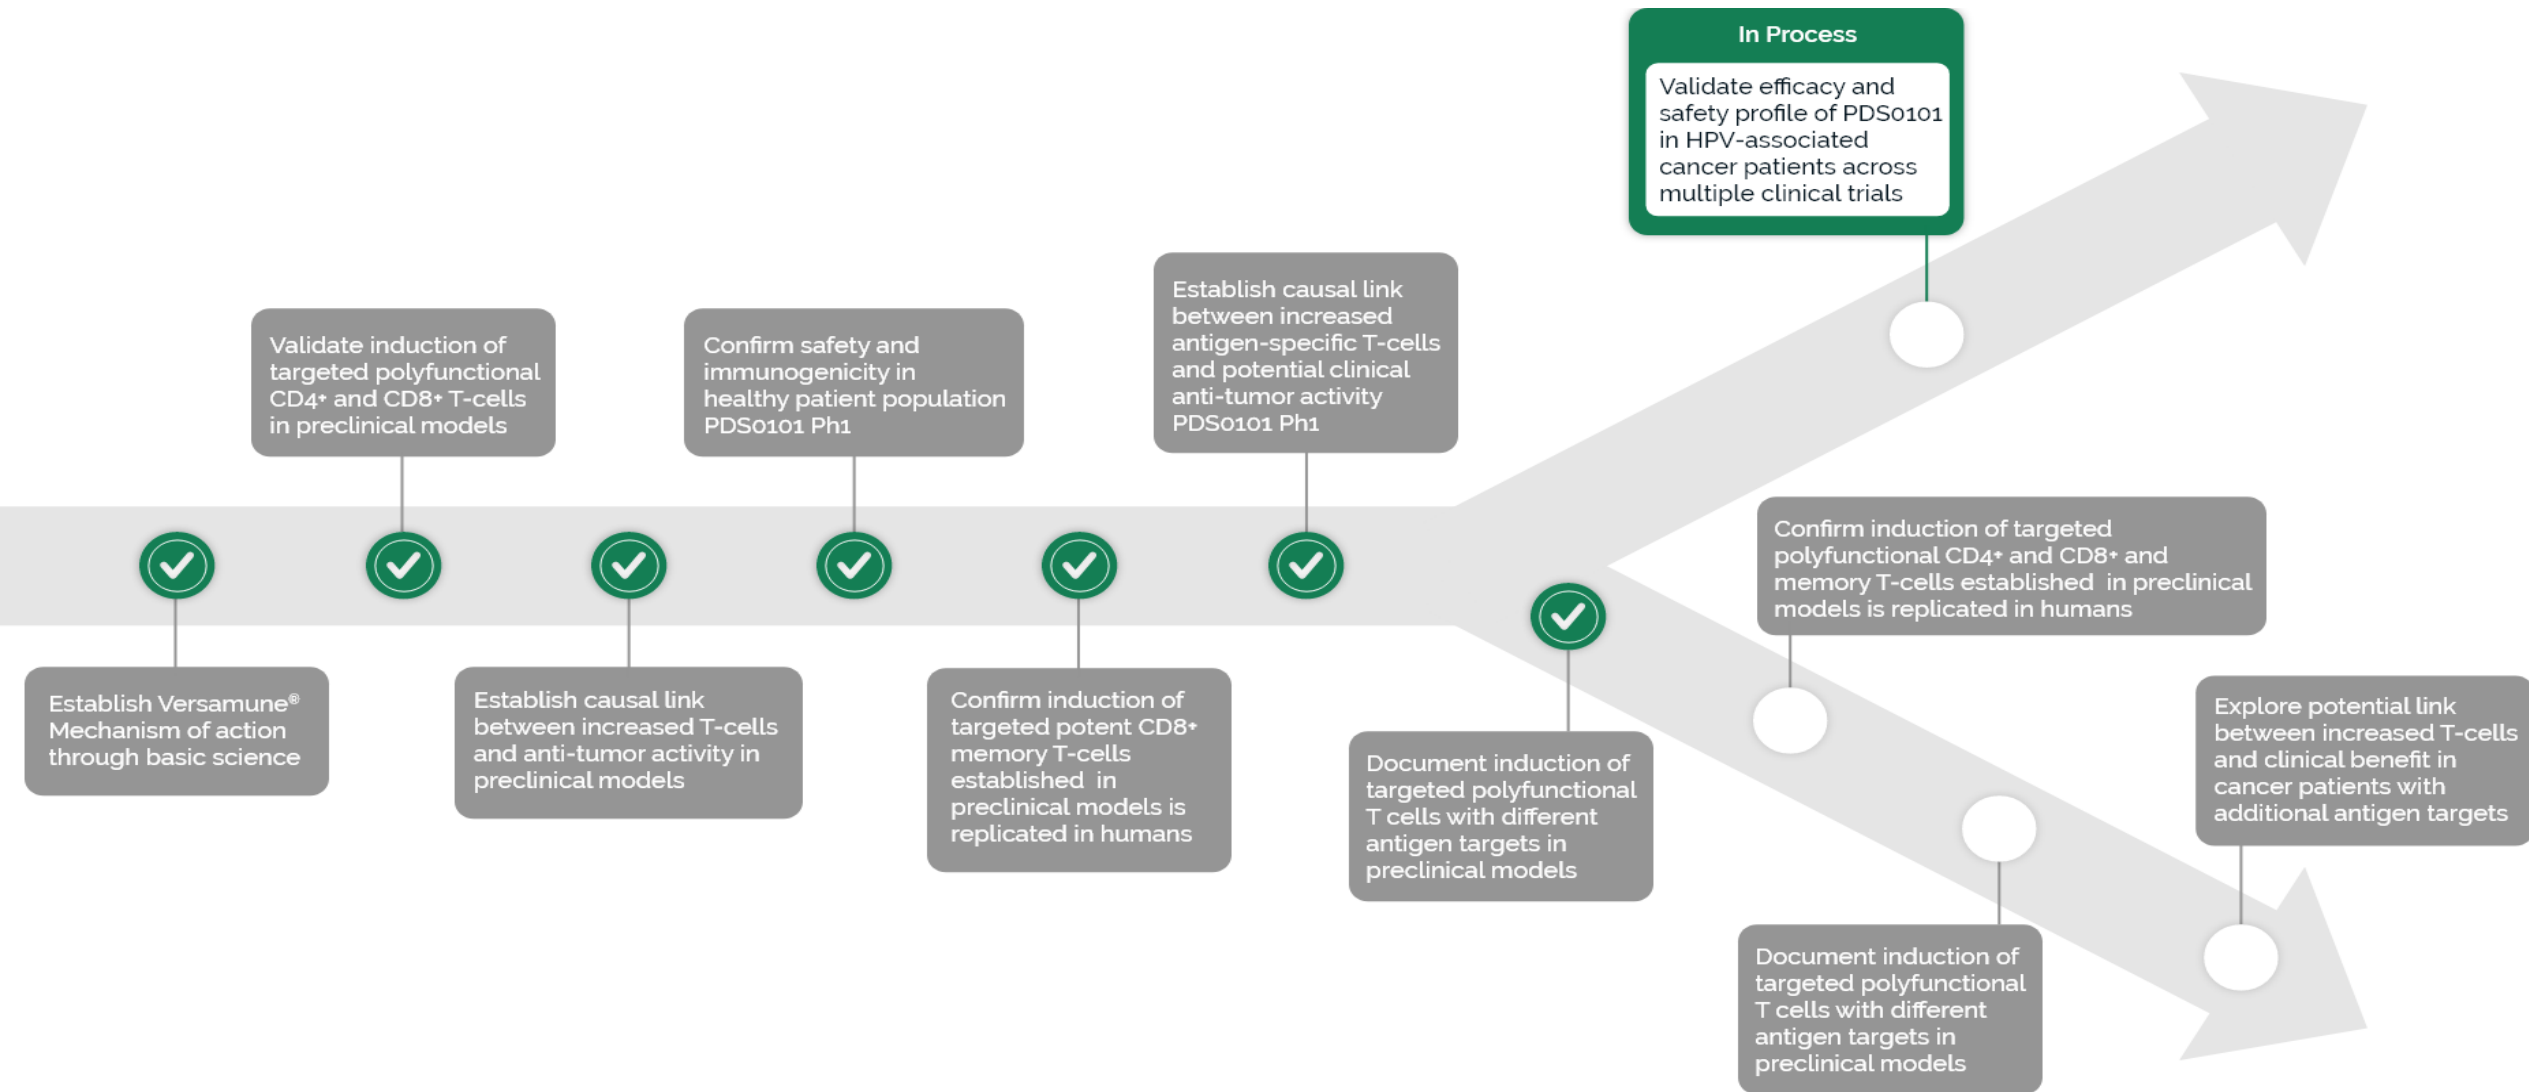 In Process
Validate efficacy and
safety profile of PDS0101
in HPV-associated
cancer patients across
multiple clinical trials
Establish causal link
between increased
antigen-specific T-cells
and potential clinical
anti-tumor activity
PDS0101 Ph1
Validate induction of
targeted polyfunctional
CD4+ and CD8+ T-cells
in preclinical models
Confirm safety and
immunogenicity in
healthy patient population
PDS0101 Ph1
Confirm induction of targeted
polyfunctional CD4+ and CD8+ and
memory T-cells established in preclinical
models is replicated in humans
Establish Versamune®
Mechanism of action
through basic science
Establish causal link
between increased T-cells
and anti-tumor activity in
preclinical models
Confirm induction of
targeted potent CD8+
memory T-cells
established in
preclinical models is
replicated in humans
Document induction of
targeted polyfunctional
T cells with different
antigen targets in
preclinical models
Explore potential link
between increased T-cells
and clinical benefit in
cancer patients with
additional antigen targets
Document induction of
targeted polyfunctional
T cells with different
antigen targets in
preclinical models